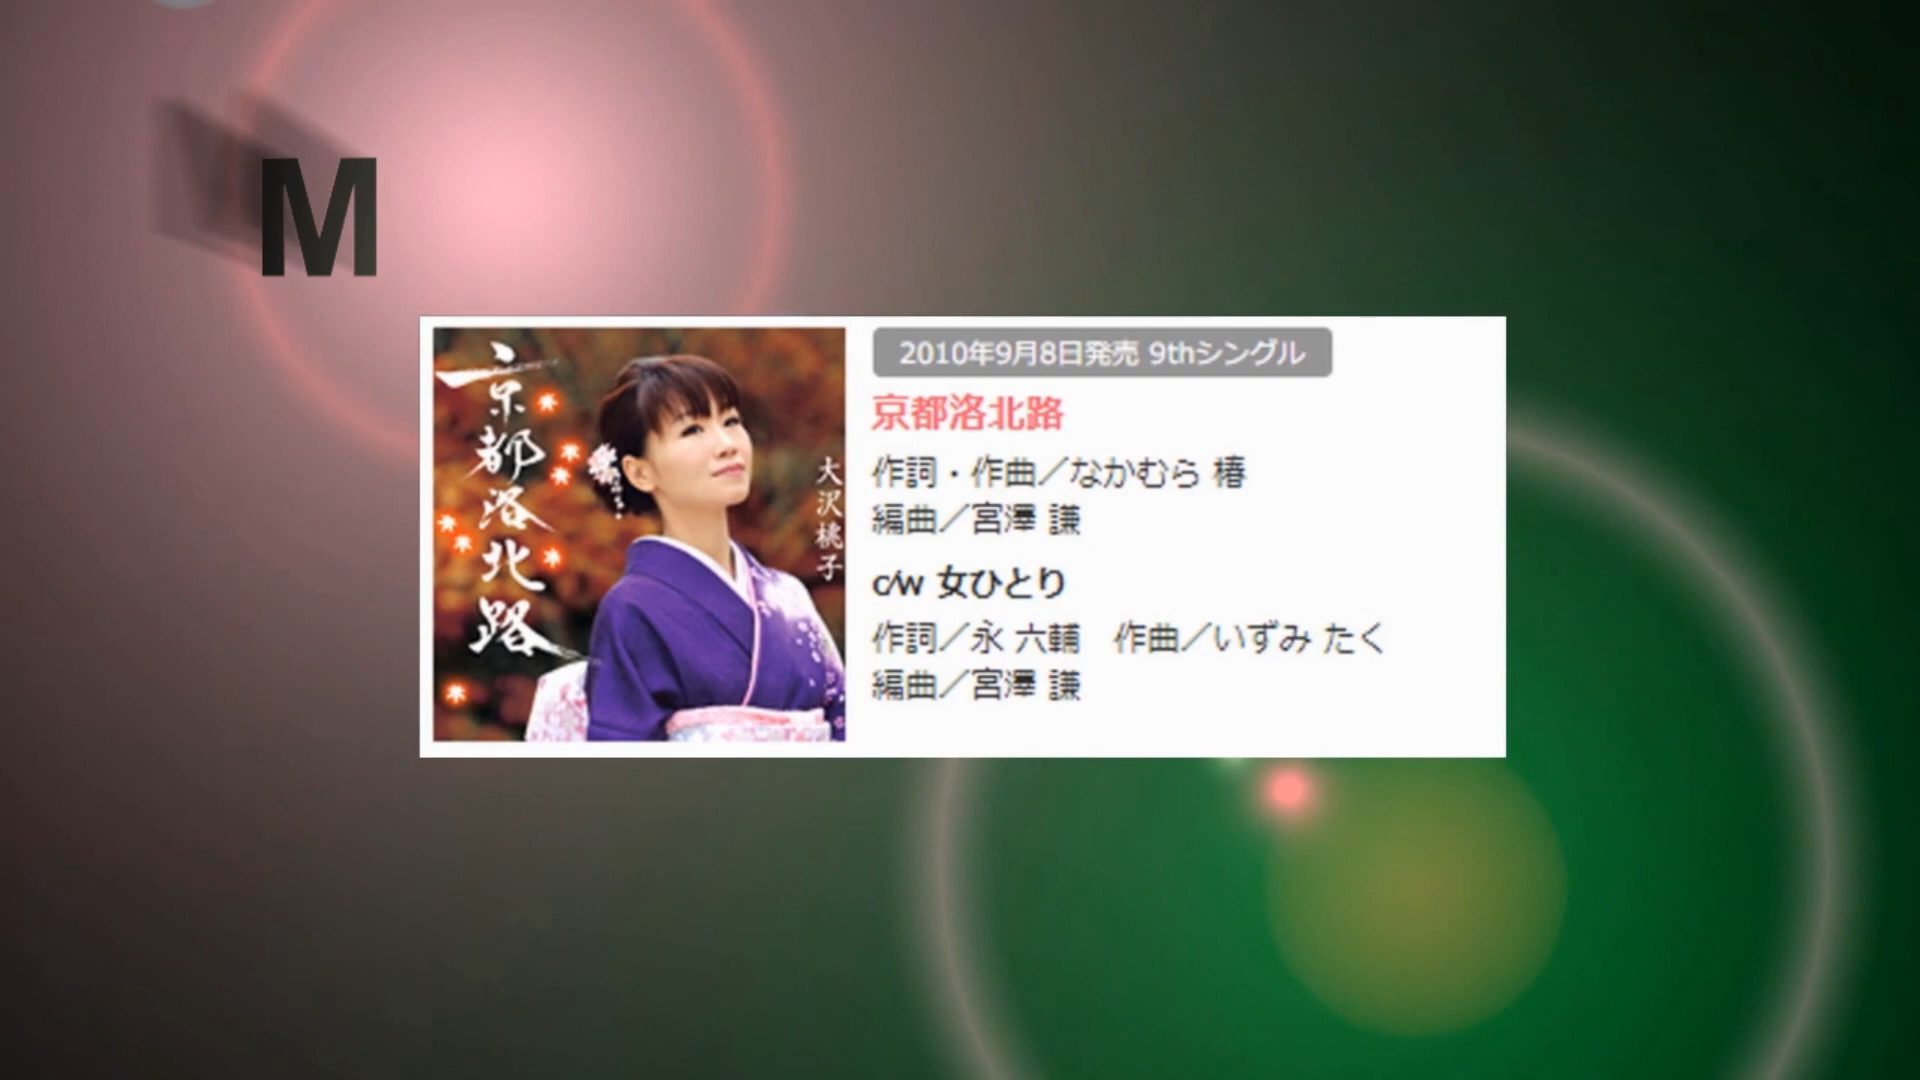 M
京都洛北路
大沢桃子
2010年9月8日発売 9thシングル
京都洛北路
作詞・作曲／なかむら 椿
編曲／宮澤 謙
c/w 女ひとり
作詞／永 六輔　作曲／いずみ たく
編曲／宮澤 謙